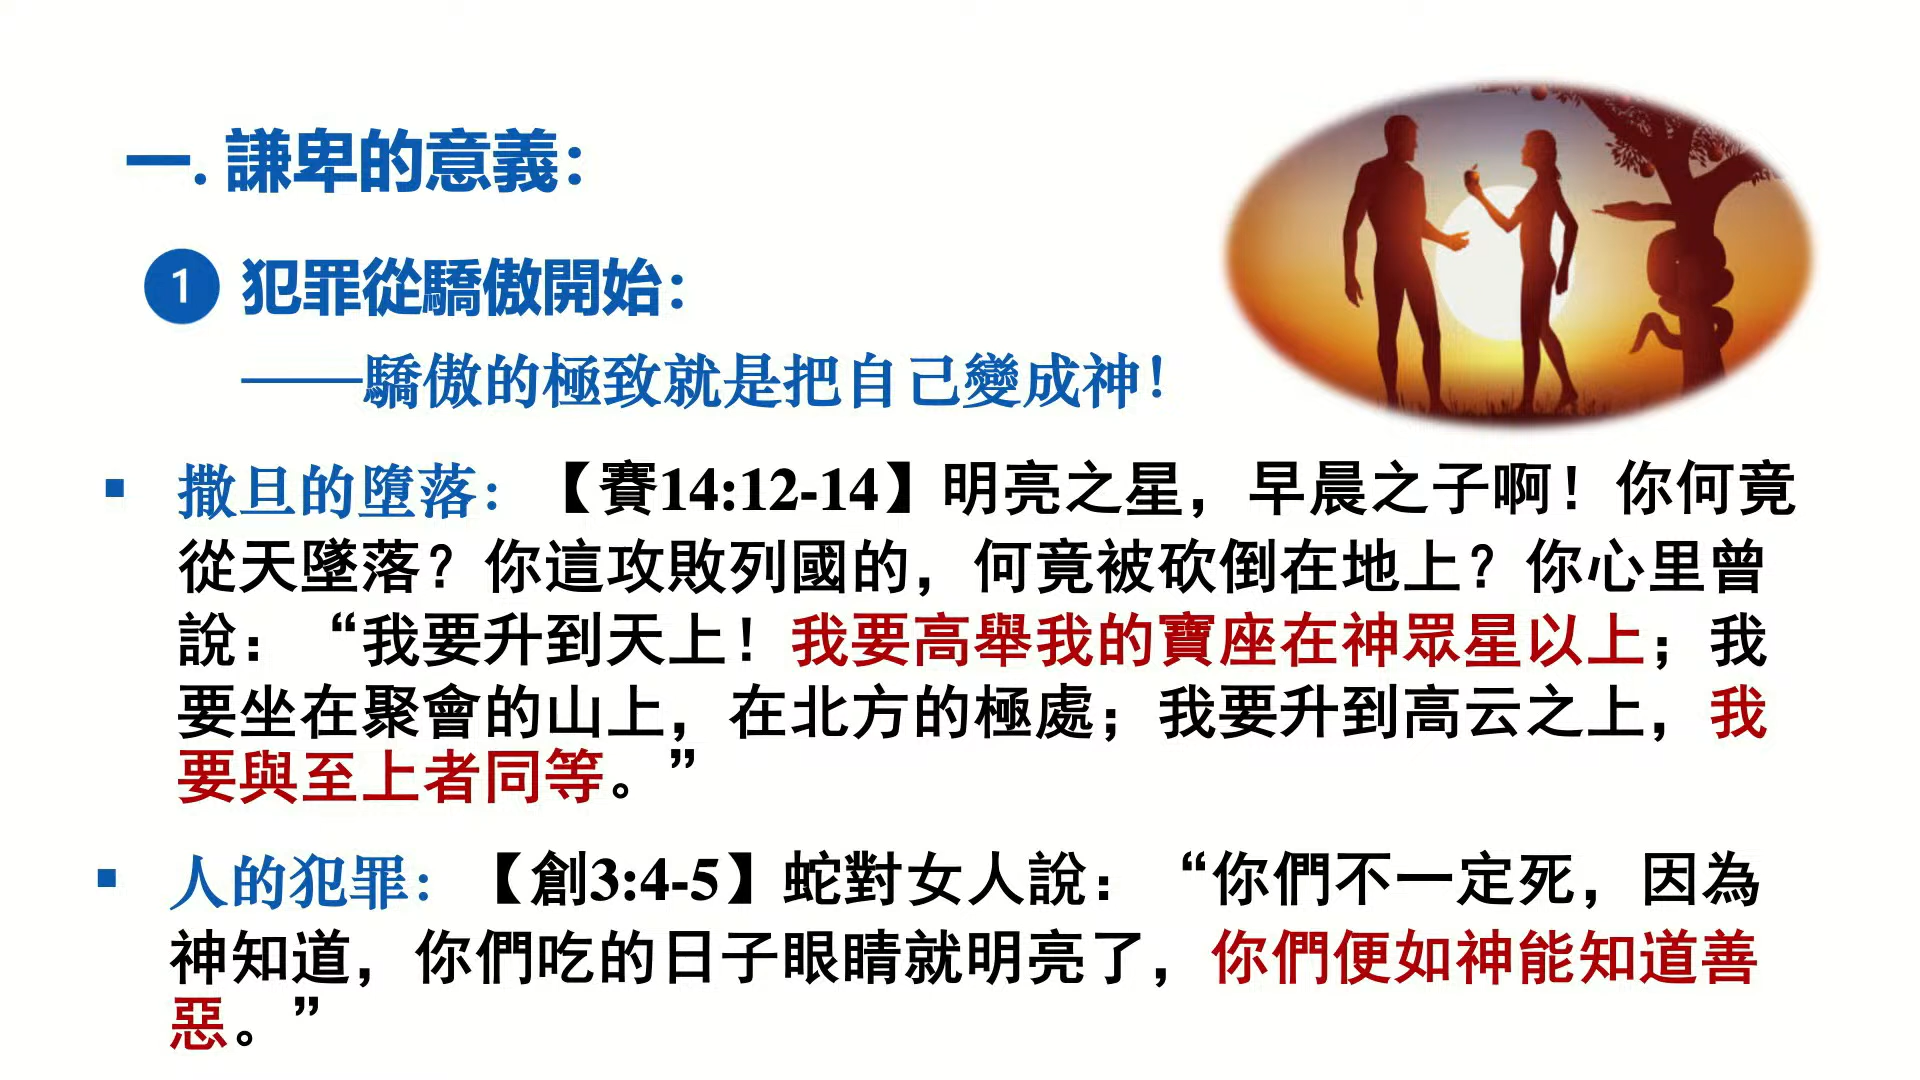 一.謙卑的意義：
1 犯罪從驕傲開始：
——驕傲的極致就是把自己變成神！
▪ 撒旦的墮落：【賽14:12-14】明亮之星，早晨之子啊！你何竟
從天墜落？你這攻敗列國的，何竟被砍倒在地上？你心里曾
說：“我要升到天上！我要高舉我的寶座在神眾星以上；我
要坐在聚會的山上，在北方的極處；我要升到高云之上，我
要與至上者同等。”
▪ 人的犯罪：【創3:4-5】蛇對女人說：“你們不一定死，因為
神知道，你們吃的日子眼睛就明亮了，你們便如神能知道善
惡。”